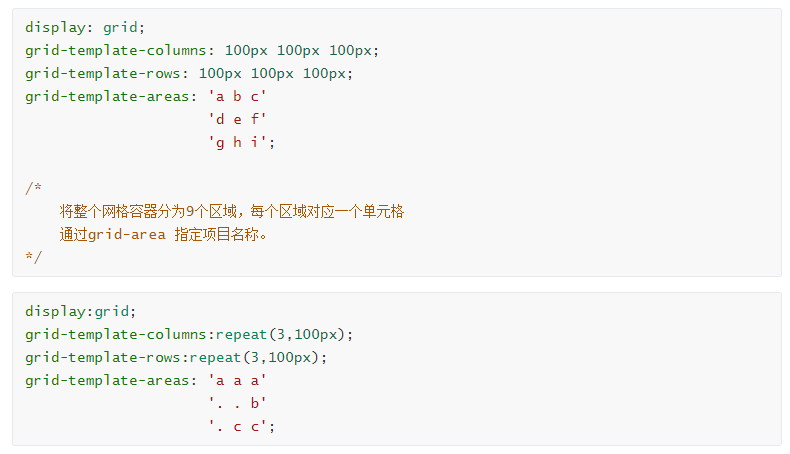 display: grid;
grid-template-columns: 100px 100px 100px;
grid-template-rows: 100px 100px 100px;
grid-template-areas: 'a b c'
'd e f'
'g h i';
/*
将整个网格容器分为9个区域，每个区域对应一个单元格
通过grid-area 指定项目名称。
*/
display:grid;
grid-template-columns:repeat(3,100px);
grid-template-rows:repeat(3,100px);
grid-template-areas: 'a a a'
'. . b'
'. c c';